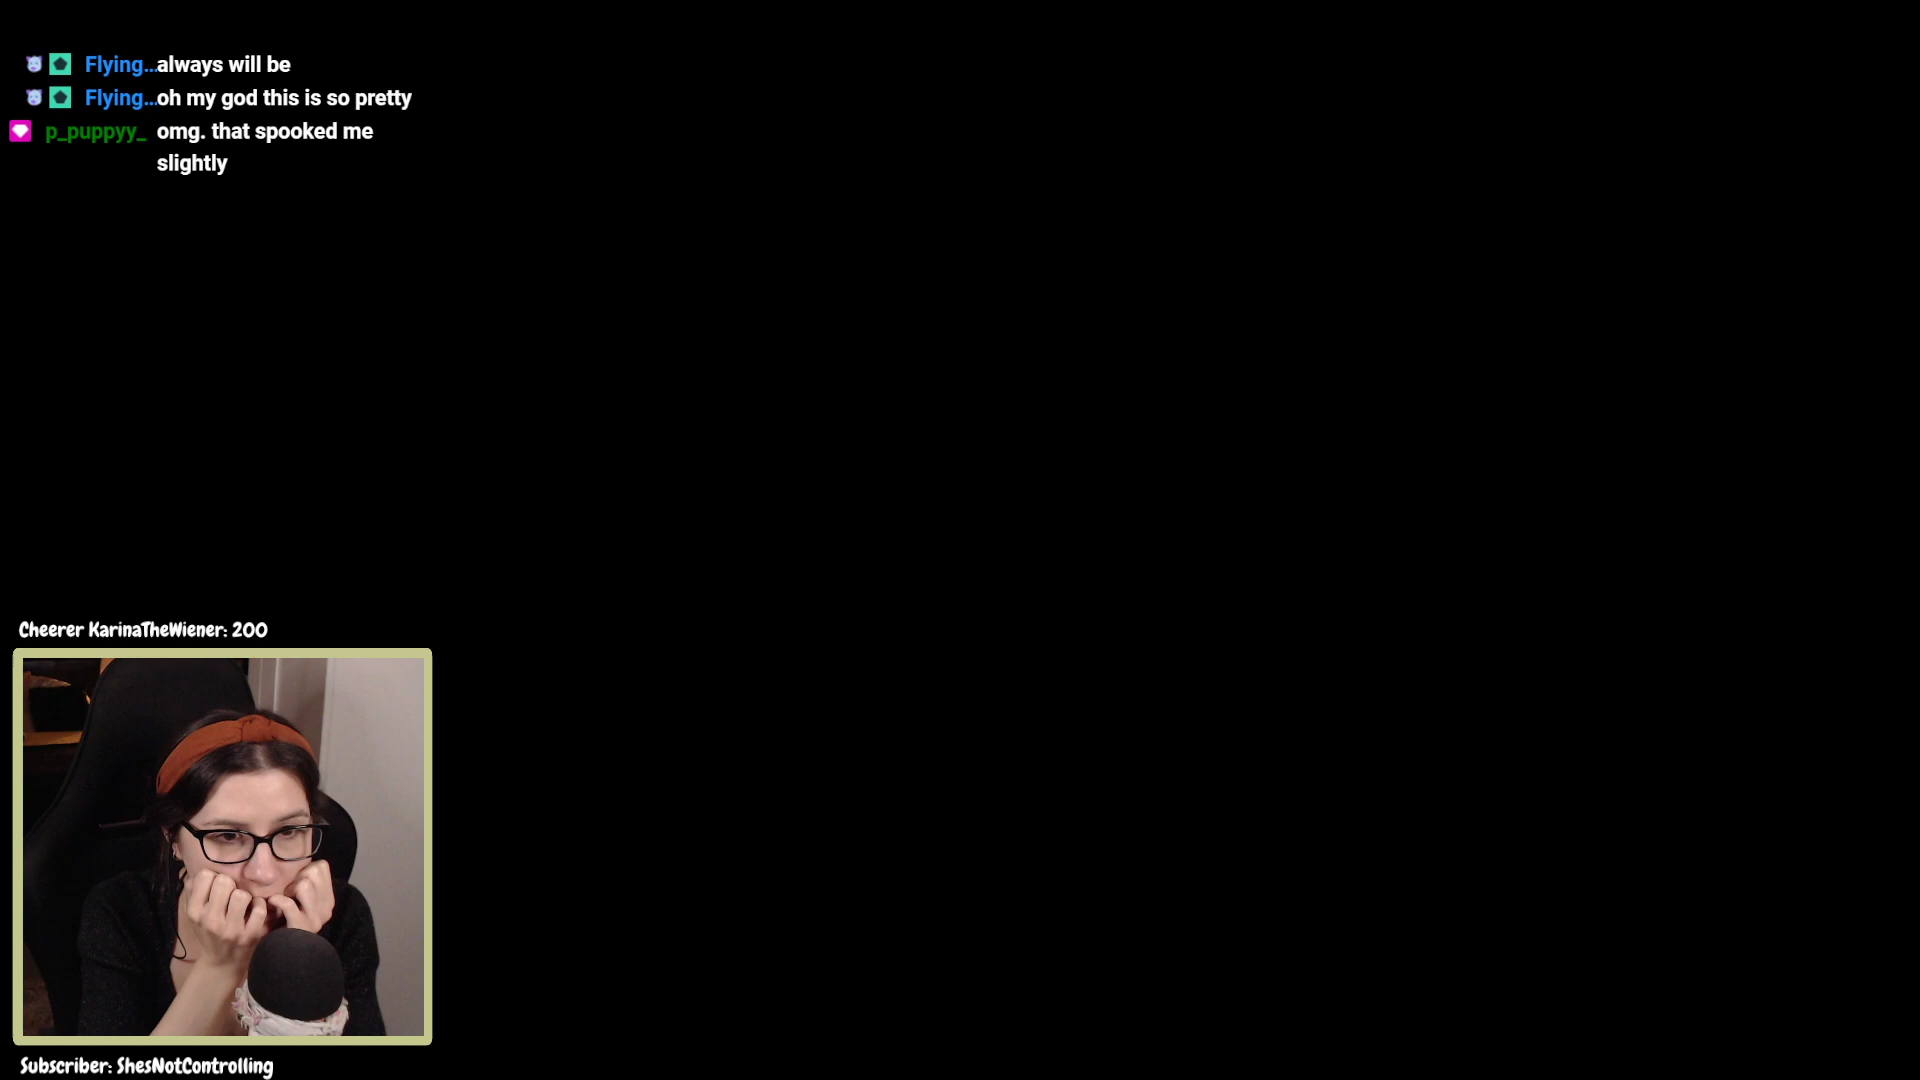 Flying... always will be
Flying... oh my god this is so pretty
p_puppyy_ omg. that spooked me
slightly
Cheerer KarinaTheWiener: 200
Subscriber: ShesNotControlling